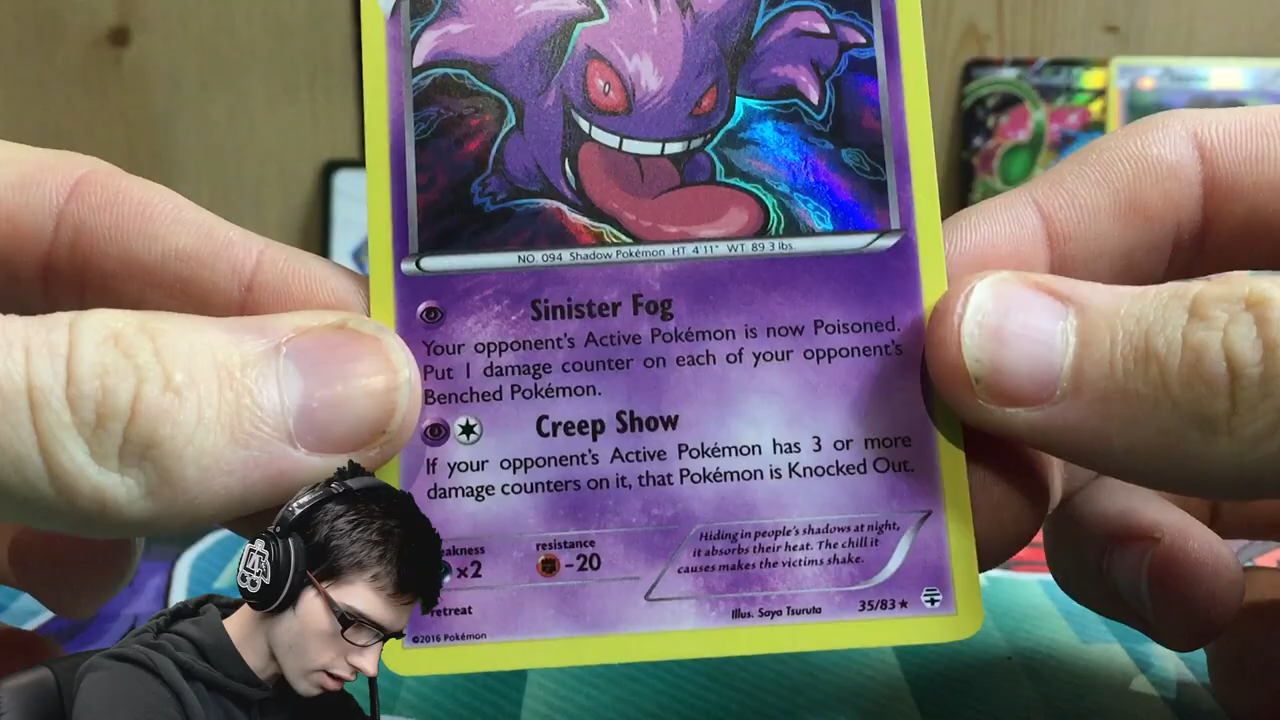 NO. 094 Shadow Pokémon HT 4'11" WT 89.3 lbs.
Sinister Fog
Your opponent's Active Pokémon is now Poisoned.
Put 1 damage counter on each of your opponent's
Benched Pokémon.
Creep Show
If your opponent's Active Pokémon has 3 or more
damage counters on it, that Pokémon is Knocked Out.
eakness
x2
resistance
-20
Hiding in people's shadows at night,
it absorbs their heat. The chill it
causes makes the victims shake.
retreat
Illus. Saya Tsuruta
35/83★
©2016 Pokémon